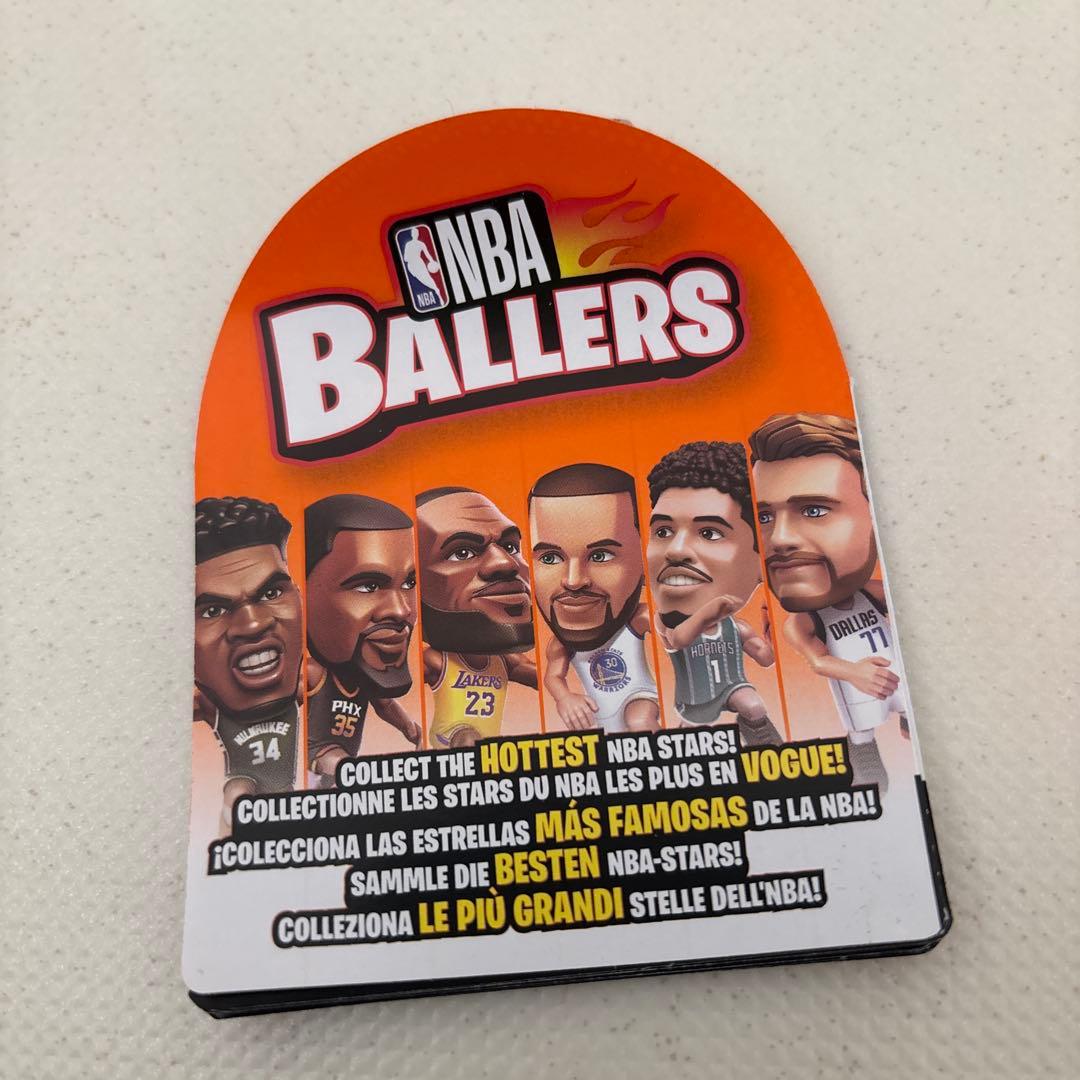 NBA
NBA
BALLERS
MILWAUKEE
34
PHX
35
LAKERS
23
30
WARRIORS
HORNETS
1
DALLAS
77
COLLECT THE HOTTEST NBA STARS!
COLLECTIONNE LES STARS DU NBA LES PLUS EN VOGUE!
¡COLECCIONA LAS ESTRELLAS MÁS FAMOSAS DE LA NBA!
SAMMLE DIE BESTEN NBA-STARS!
COLLEZIONA LE PIÙ GRANDI STELLE DELL'NBA!